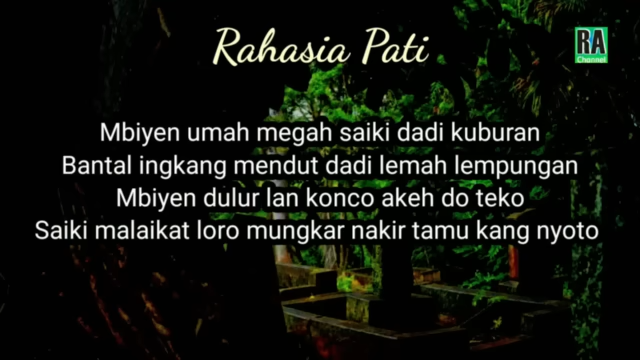 Rahasia Pati
RA
Channel
Mbiyen umah megah saiki dadi kuburan
Bantal ingkang mendut dadi lemah lempungan
Mbiyen dulur lan konco akeh do teko
Saiki malaikat loro mungkar nakir tamu kang nyoto